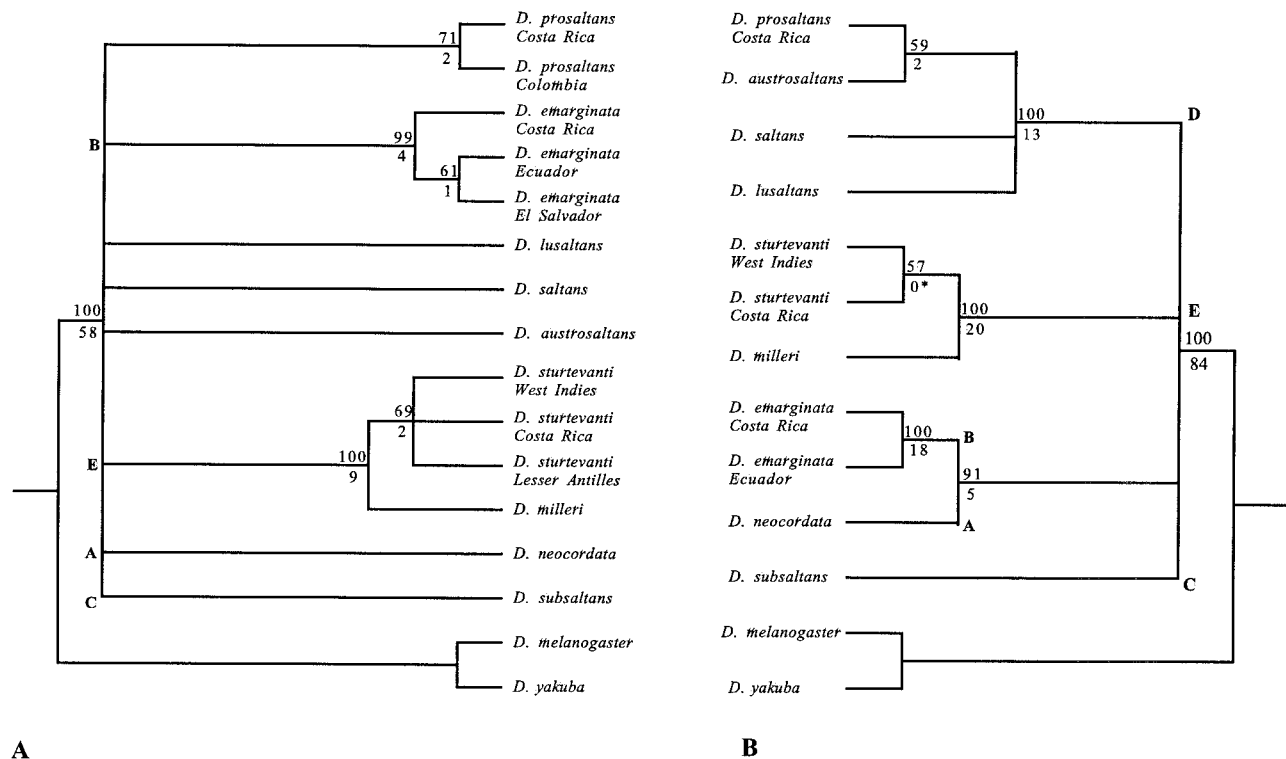 D. prosaltans
Costa Rica
71
2
D. prosaltans
Colombia
D. emarginata
Costa Rica
99
4
B
D. emarginata
Ecuador
61
1
D. emarginata
El Salvador
D. lusaltans
D. saltans
100
58
D. austrosaltans
D. sturtevanti
West Indies
69
2
D. sturtevanti
Costa Rica
100
9
E
D. sturtevanti
Lesser Antilles
D. milleri
A
D. neocordata
C
D. subsaltans
D. melanogaster
D. yakuba
A
D. prosaltans
Costa Rica
59
2
D. austrosaltans
100
13
D
D. saltans
D. lusaltans
D. sturtevanti
West Indies
57
0*
D. sturtevanti
Costa Rica
100
20
E
100
84
D. milleri
D. emarginata
Costa Rica
100
18
B
D. emarginata
Ecuador
91
5
D. neocordata
A
D. subsaltans
C
D. melanogaster
D. yakuba
B